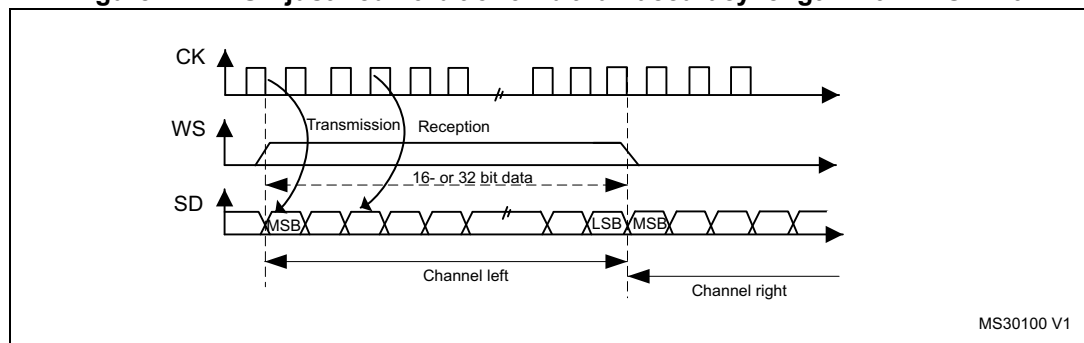 CK
Transmission
Reception
WS
16- or 32 bit data
SD
MSB
LSB
MSB
Channel left
Channel right
MS30100 V1